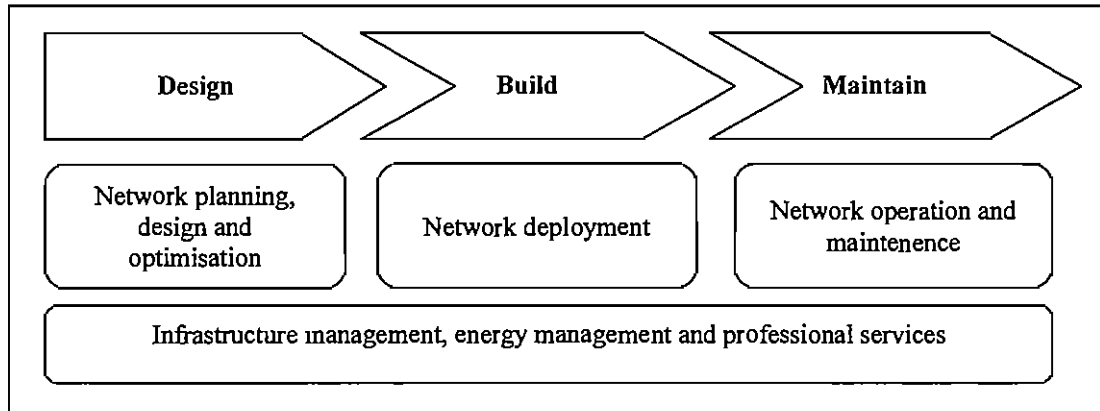 Design
Build
Maintain
Network planning,
design and
optimisation
Network deployment
Network operation and
maintenence
Infrastructure management, energy management and professional services